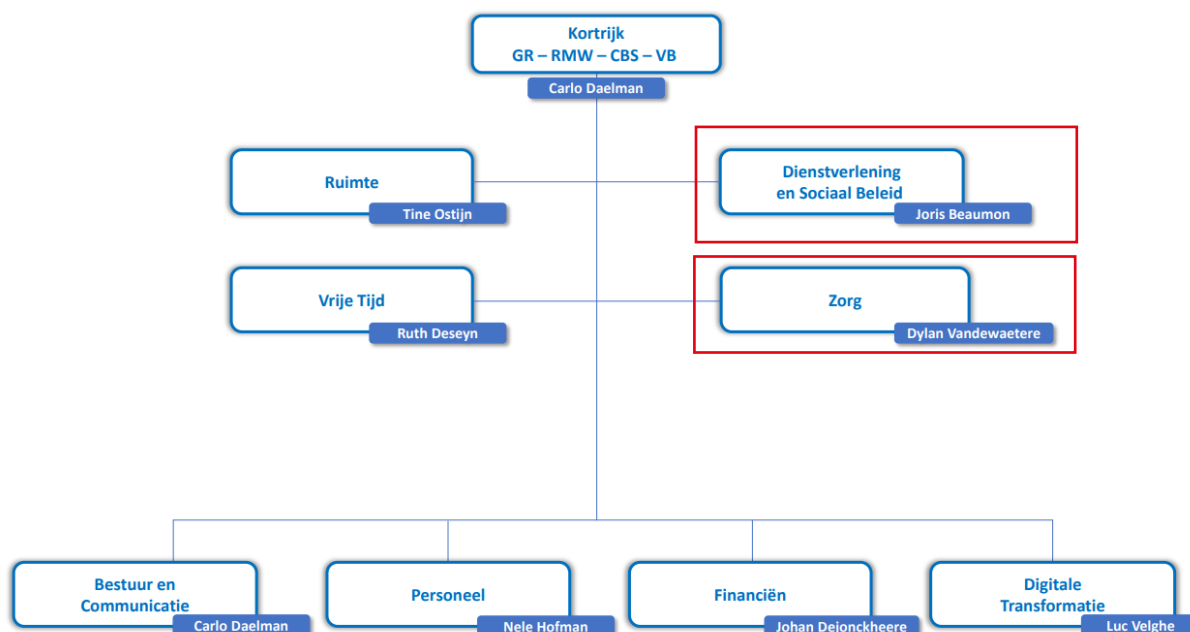 Kortrijk
GR – RMW – CBS – VB
Carlo Daelman
Ruimte
Tine Ostijn
Dienstverlening
en Sociaal Beleid
Joris Beaumon
Vrije Tijd
Ruth Deseyn
Zorg
Dylan Vandewaetere
Bestuur en
Communicatie
Carlo Daelman
Personeel
Nele Hofman
Financiën
Johan Dejonckheere
Digitale
Transformatie
Luc Velghe